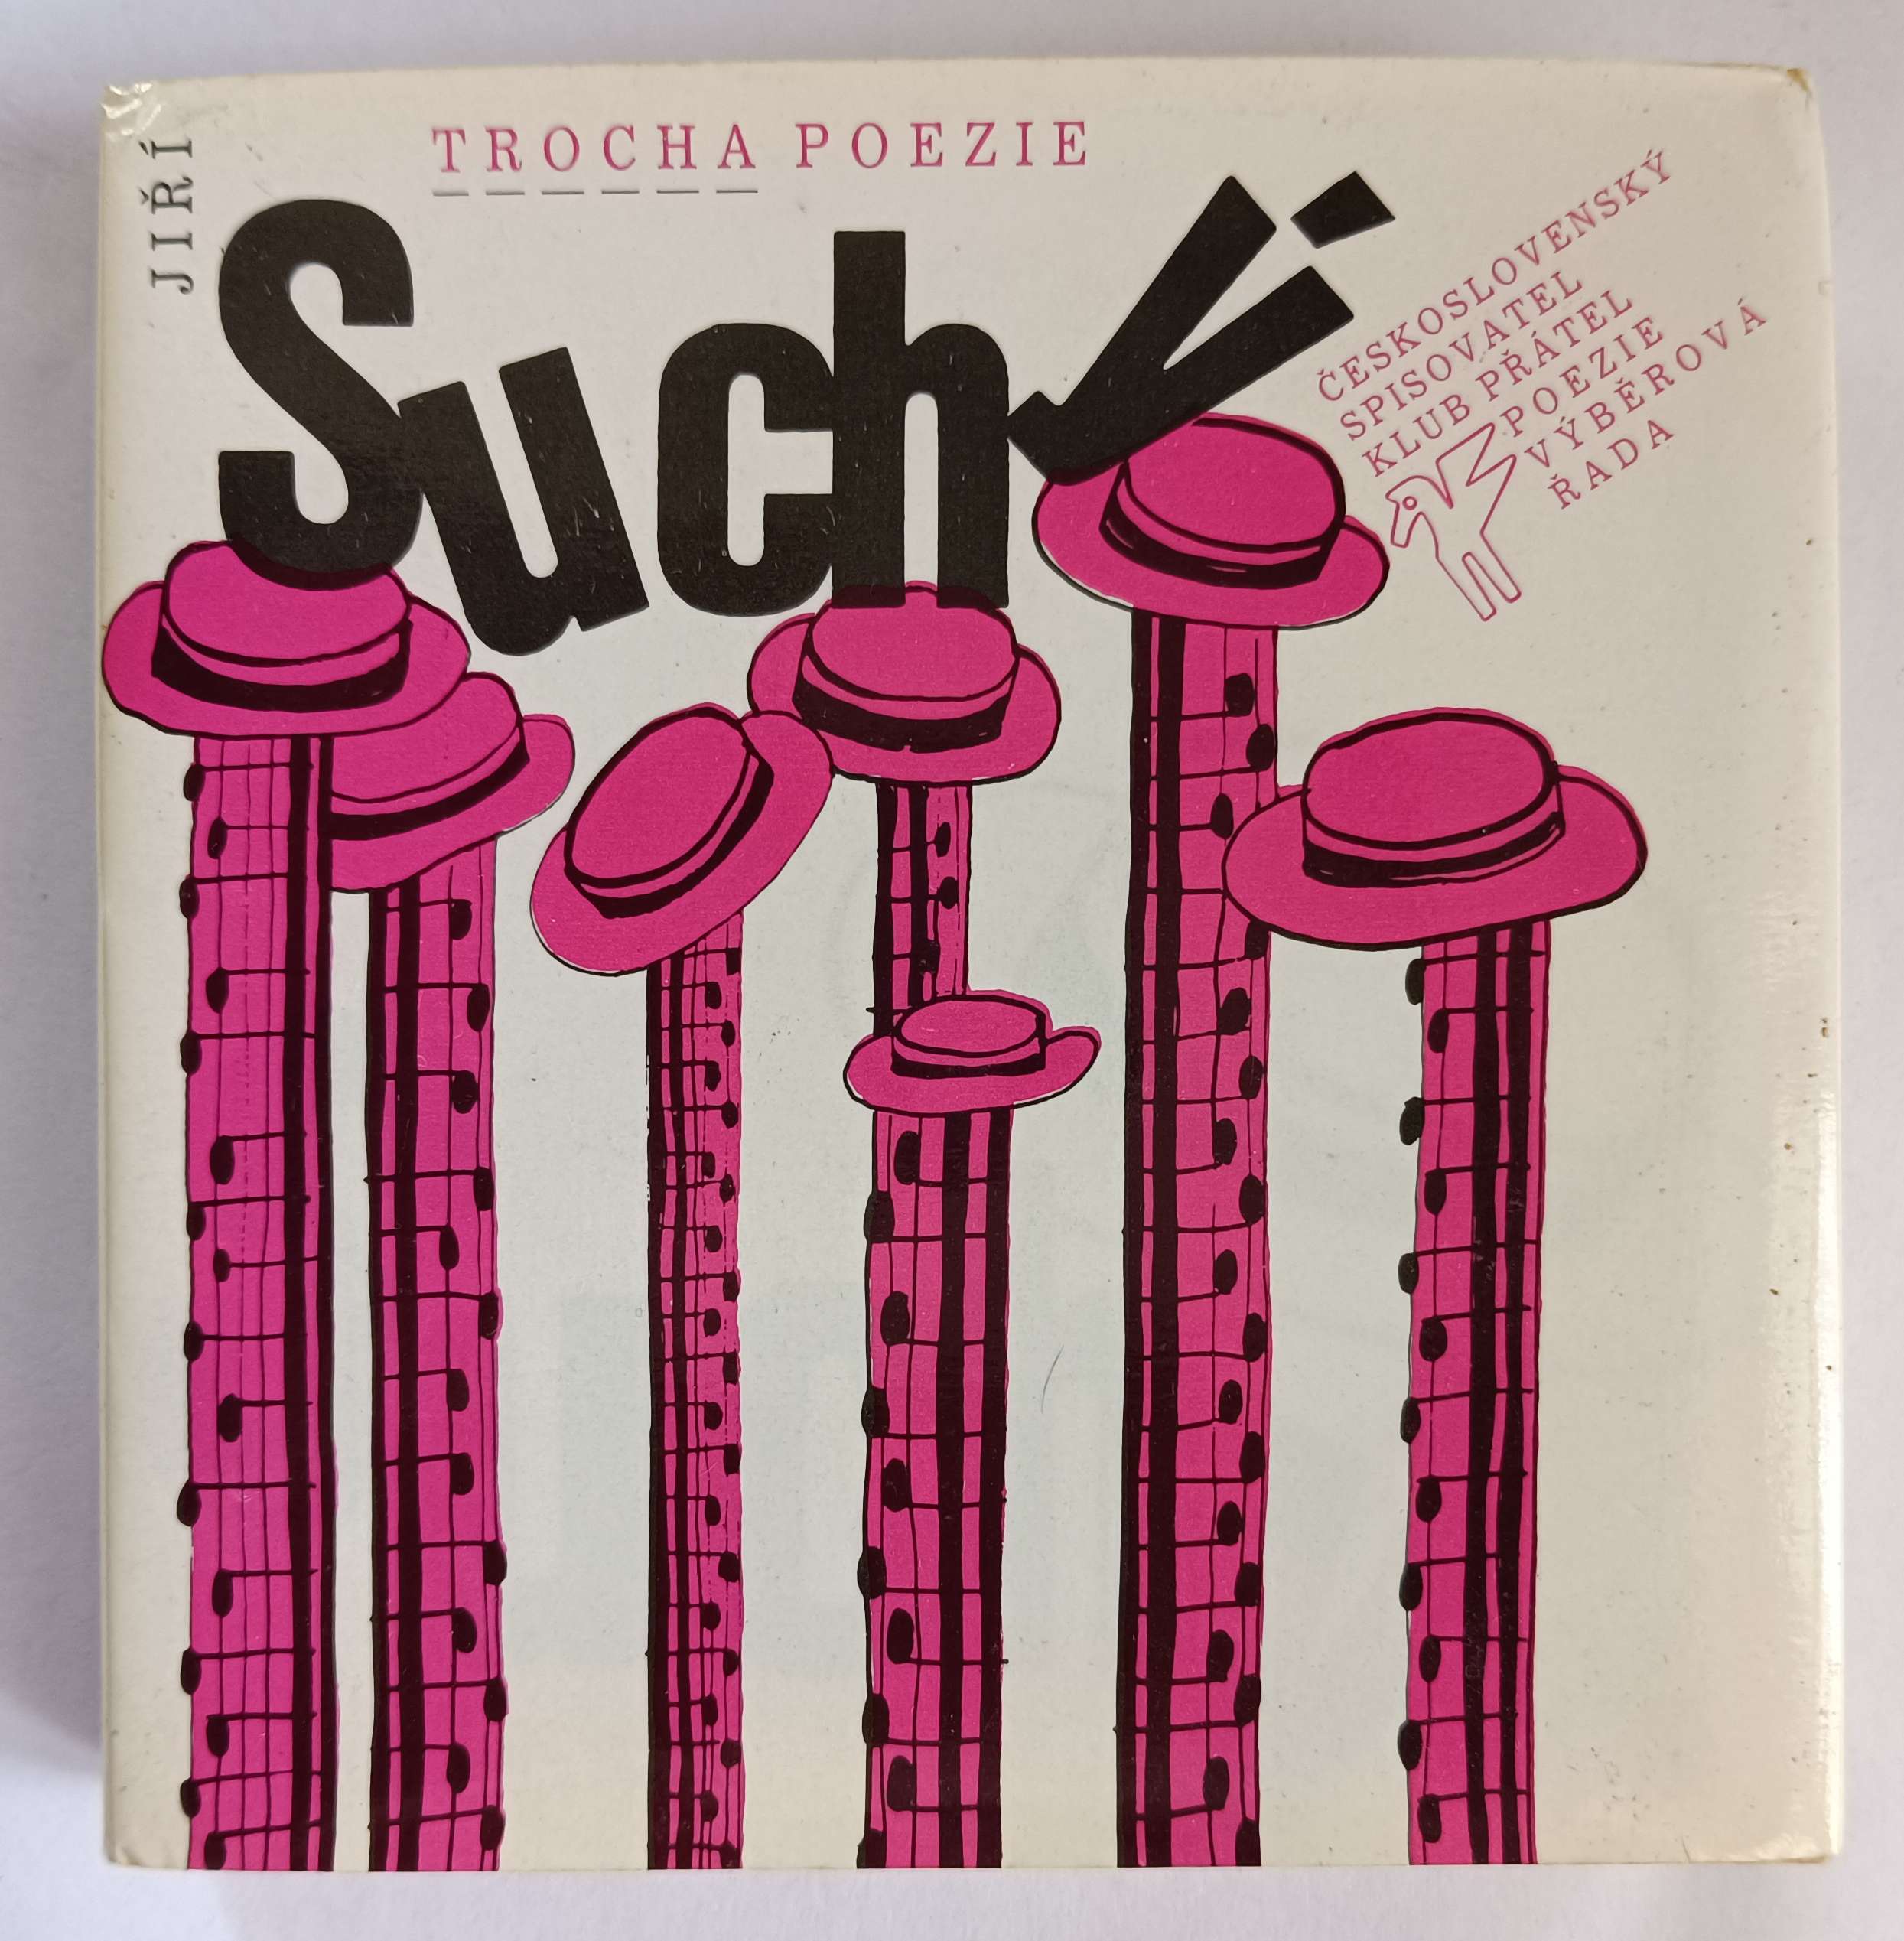 JIŘÍ
TROCHA POEZIE
Suchý
ČESKOSLOVENSKÝ
SPISOVATEL
KLUB PŘÁTEL
POEZIE
VÝBĚROVÁ
ŘADA